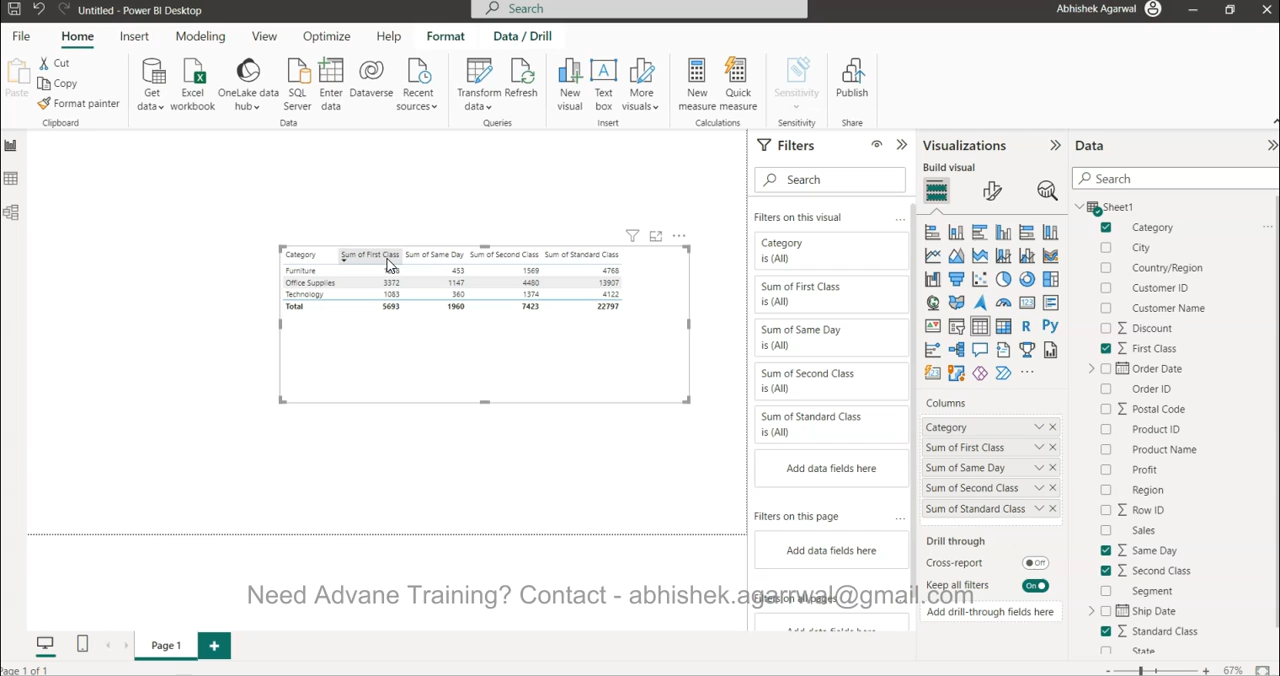 Untitled - Power BI Desktop
Search
Abhishek Agarwal
File
Home
Insert
Modeling
View
Optimize
Help
Format
Data / Drill
Paste
Cut
Copy
Format painter
Get data
Excel workbook
OneLake data hub
SQL Server
Enter data
Dataverse
Recent sources
Transform data
Refresh
New visual
Text box
More visuals
New measure
Quick measure
Sensitivity
Publish
Clipboard
Data
Queries
Insert
Calculations
Sensitivity
Share
Category Sum of First Class Sum of Same Day Sum of Second Class Sum of Standard Class
Furniture 453 1569 4768
Office Supplies 3372 1147 4480 13907
Technology 1083 360 1374 4122
Total 5693 1960 7423 22797
Filters
Search
Filters on this visual
Category
is (All)
Sum of First Class
is (All)
Sum of Same Day
is (All)
Sum of Second Class
is (All)
Sum of Standard Class
is (All)
Add data fields here
Filters on this page
Add data fields here
Filters on all pages
Visualizations
Build visual
R Py
Columns
Category
Sum of First Class
Sum of Same Day
Sum of Second Class
Sum of Standard Class
Drill through
Cross-report Off
Keep all filters On
Add drill-through fields here
Data
Search
Sheet1
Category
City
Country/Region
Customer ID
Customer Name
Discount
First Class
Order Date
Order ID
Postal Code
Product ID
Product Name
Profit
Region
Row ID
Sales
Same Day
Second Class
Segment
Ship Date
Standard Class
State
Need Advane Training? Contact - abhishek.agarrwal@gmail.com
Page 1
Page 1 of 1
67%